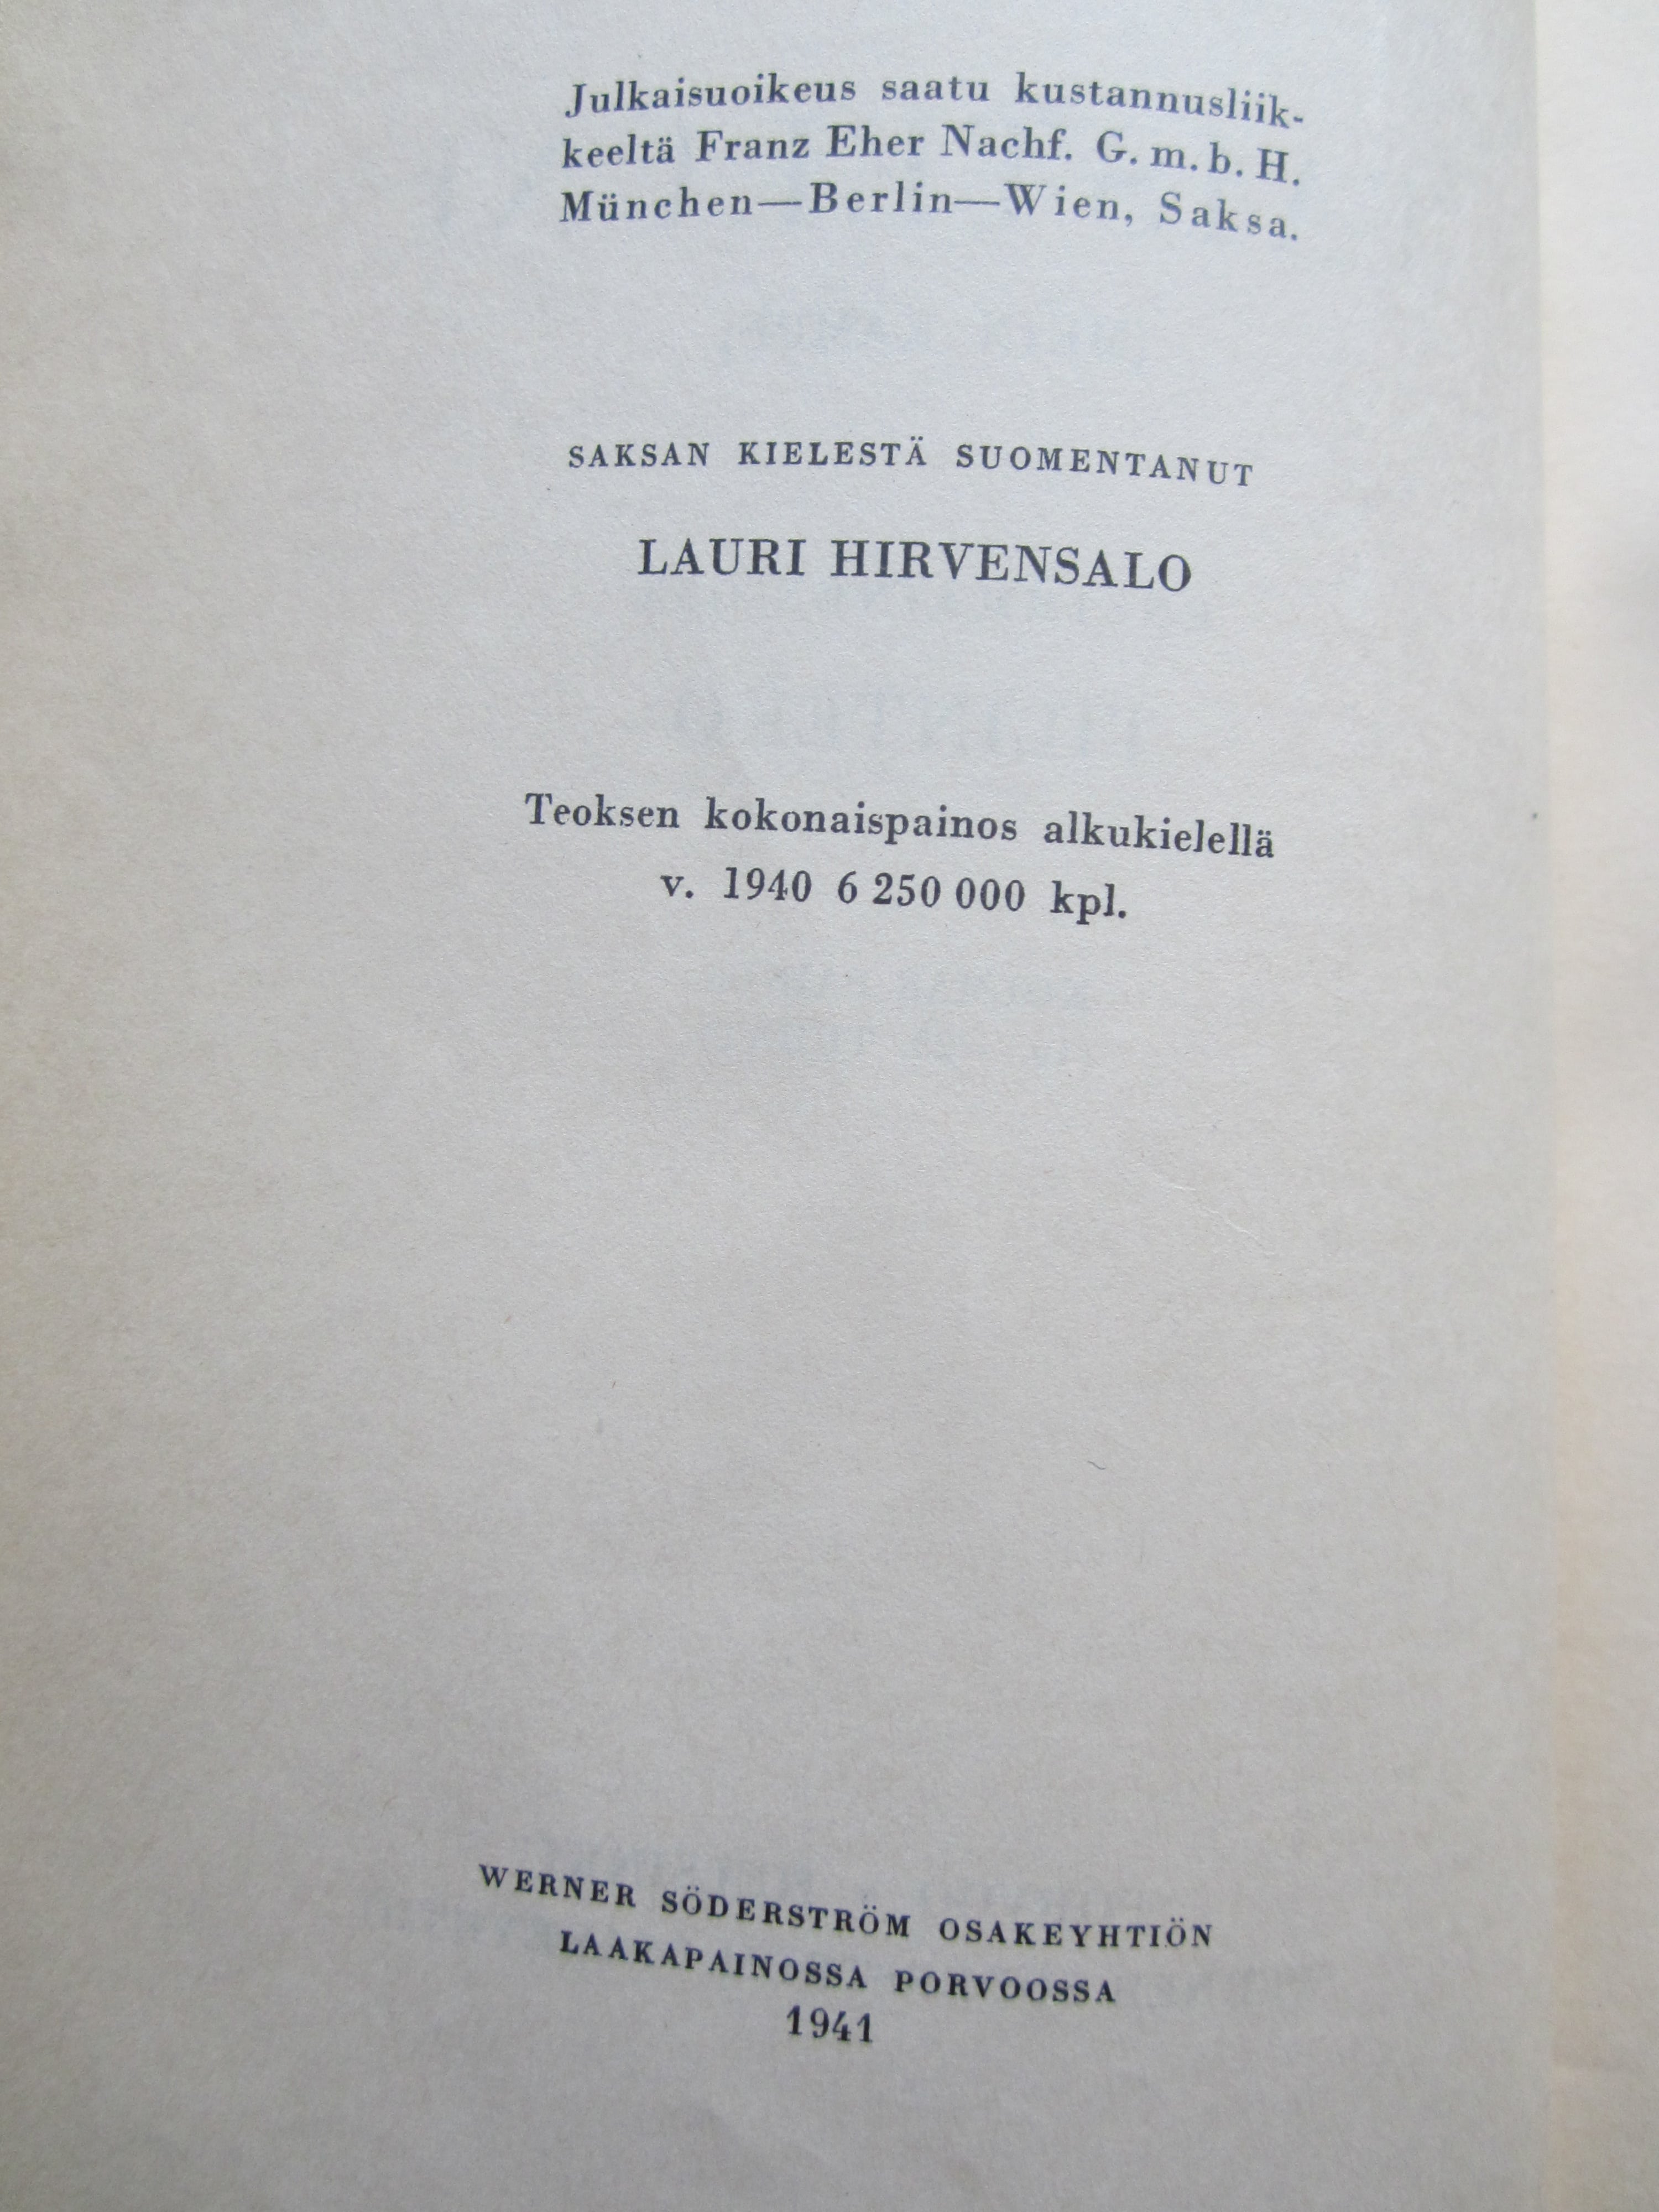 Julkaisuoikeus saatu kustannusliik-
keeltä Franz Eher Nachf. G. m. b. H.
München—Berlin—Wien, Saksa.
SAKSAN KIELESTÄ SUOMENTANUT
LAURI HIRVENSALO
Teoksen kokonaispainos alkukielellä
v. 1940 6 250 000 kpl.
WERNER SÖDERSTRÖM OSAKEYHTIÖN
LAAKAPAINOSSA PORVOOSSA
1941